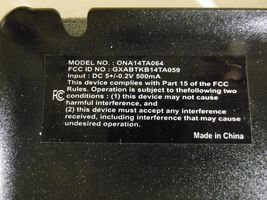 MODEL NO. : ONA14TA064
FCC ID NO : GXABTKB14TA059
Input : DC 5+/-0.2V 500mA
This device complies with Part 15 of the FCC
Rules. Operation is subject to thefollowing two
conditions : (1) this device may not cause
harmful interference, and
(2) this device must accept any interference
received, including interference that may cause
undesired operation.
FC
Made in China